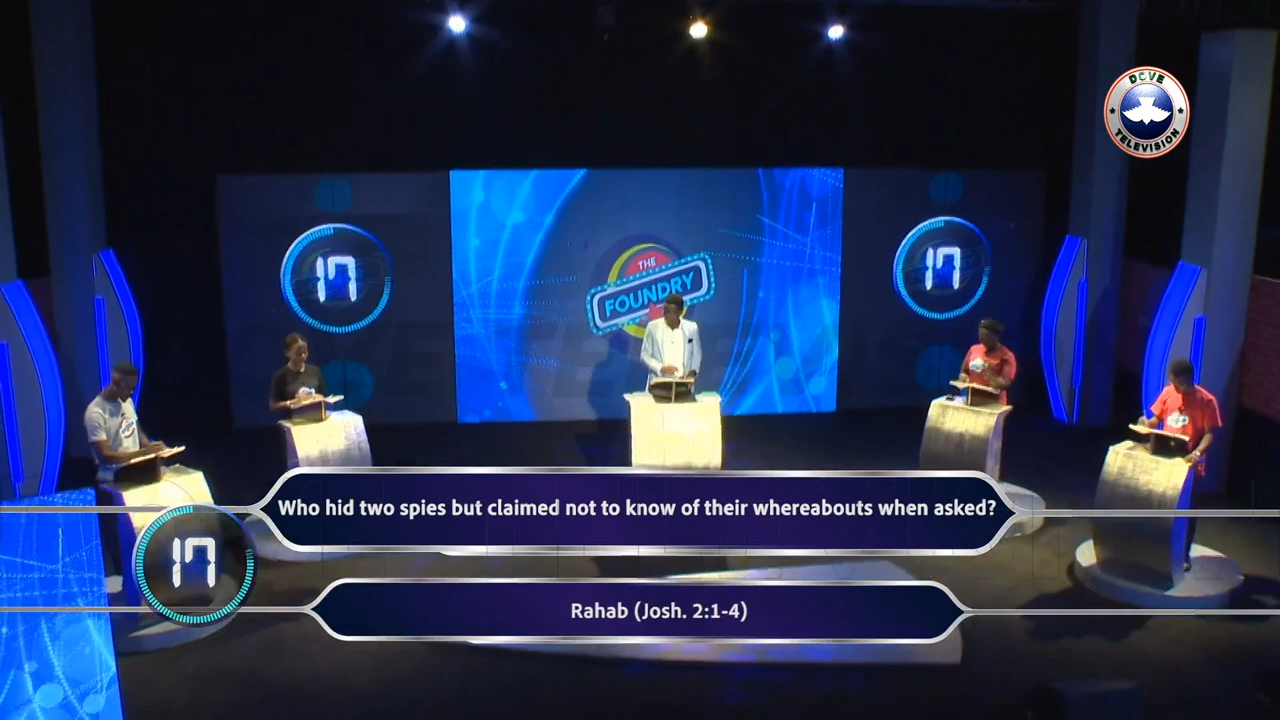 DOVE
TELEVISION
17
17
THE
FOUNDRY
Who hid two spies but claimed not to know of their whereabouts when asked?
17
Rahab (Josh. 2:1-4)